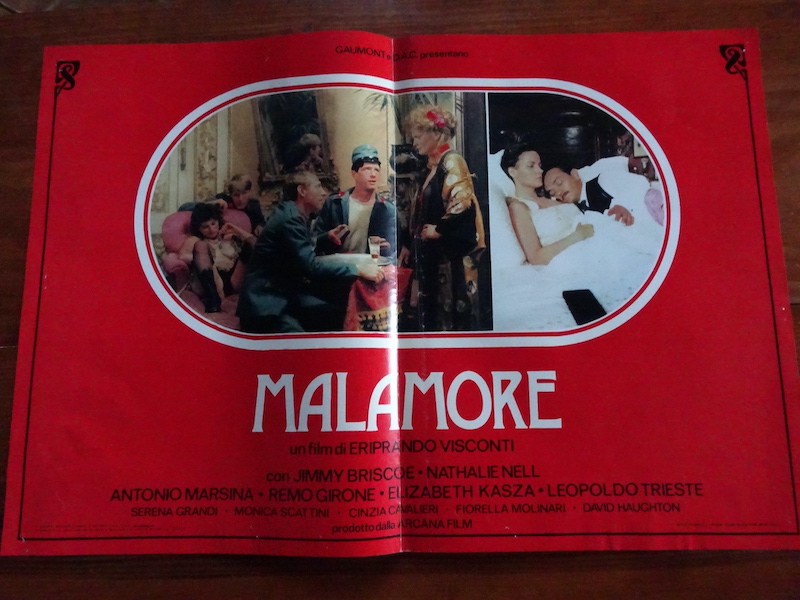 GAUMONT e D.A.C. presentano
MALAMORE
un film di ERIPRANDO VISCONTI
con JIMMY BRISCOE • NATHALIE NELL
ANTONIO MARSINA • REMO GIRONE • ELIZABETH KASZA • LEOPOLDO TRIESTE
SERENA GRANDI • MONICA SCATTINI • CINZIA CAVALIERI • FIORELLA MOLINARI • DAVID HAUGHTON
prodotto dalla ARCANA FILM